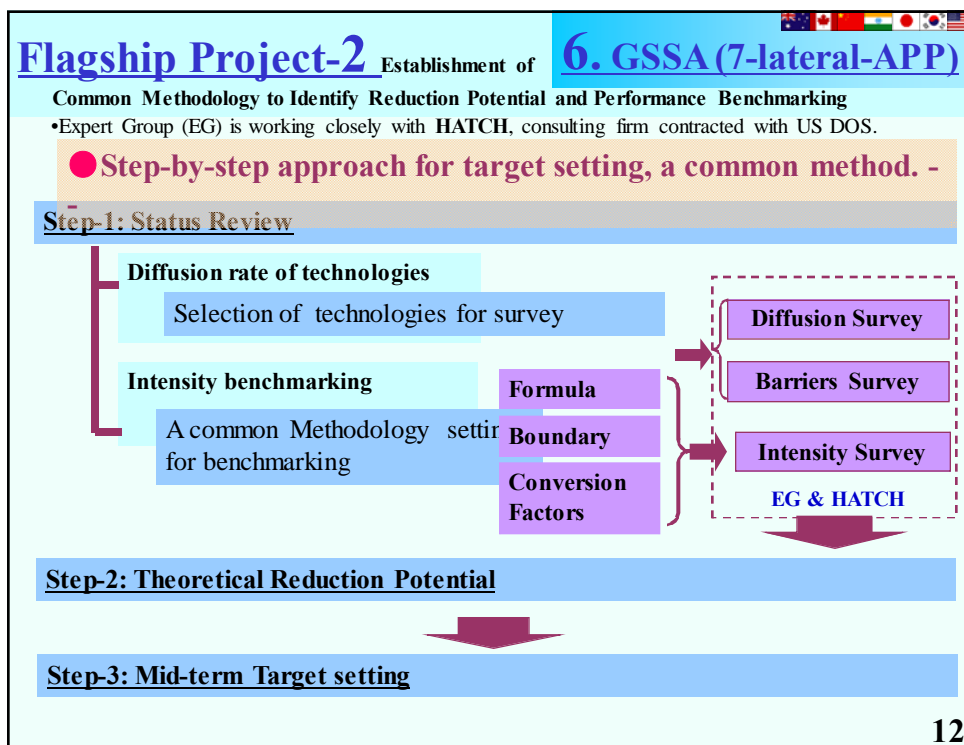 Flagship Project-2 Establishment of
6. GSSA (7-lateral-APP)
Common Methodology to Identify Reduction Potential and Performance Benchmarking
•Expert Group (EG) is working closely with HATCH, consulting firm contracted with US DOS.
●Step-by-step approach for target setting, a common method. -
-
Step-1: Status Review
Diffusion rate of technologies
Selection of technologies for survey
Intensity benchmarking
A common Methodology settin
for benchmarking
Formula
Boundary
Conversion
Factors
Diffusion Survey
Barriers Survey
Intensity Survey
EG & HATCH
Step-2: Theoretical Reduction Potential
Step-3: Mid-term Target setting
12